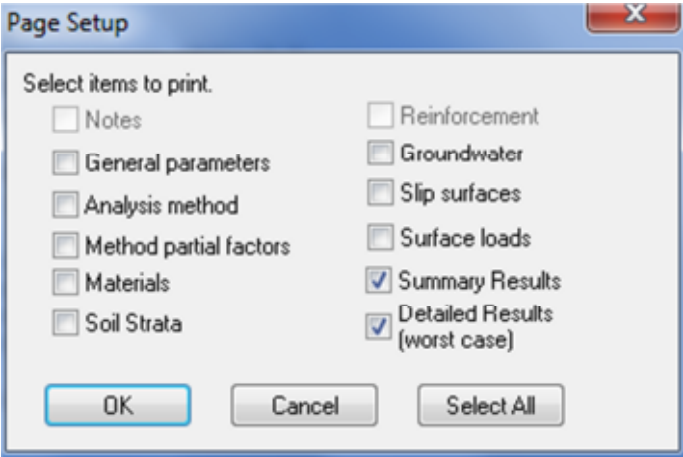 Page Setup
Select items to print.
Notes
General parameters
Analysis method
Method partial factors
Materials
Soil Strata
Reinforcement
Groundwater
Slip surfaces
Surface loads
Summary Results
Detailed Results
(worst case)
OK
Cancel
Select All